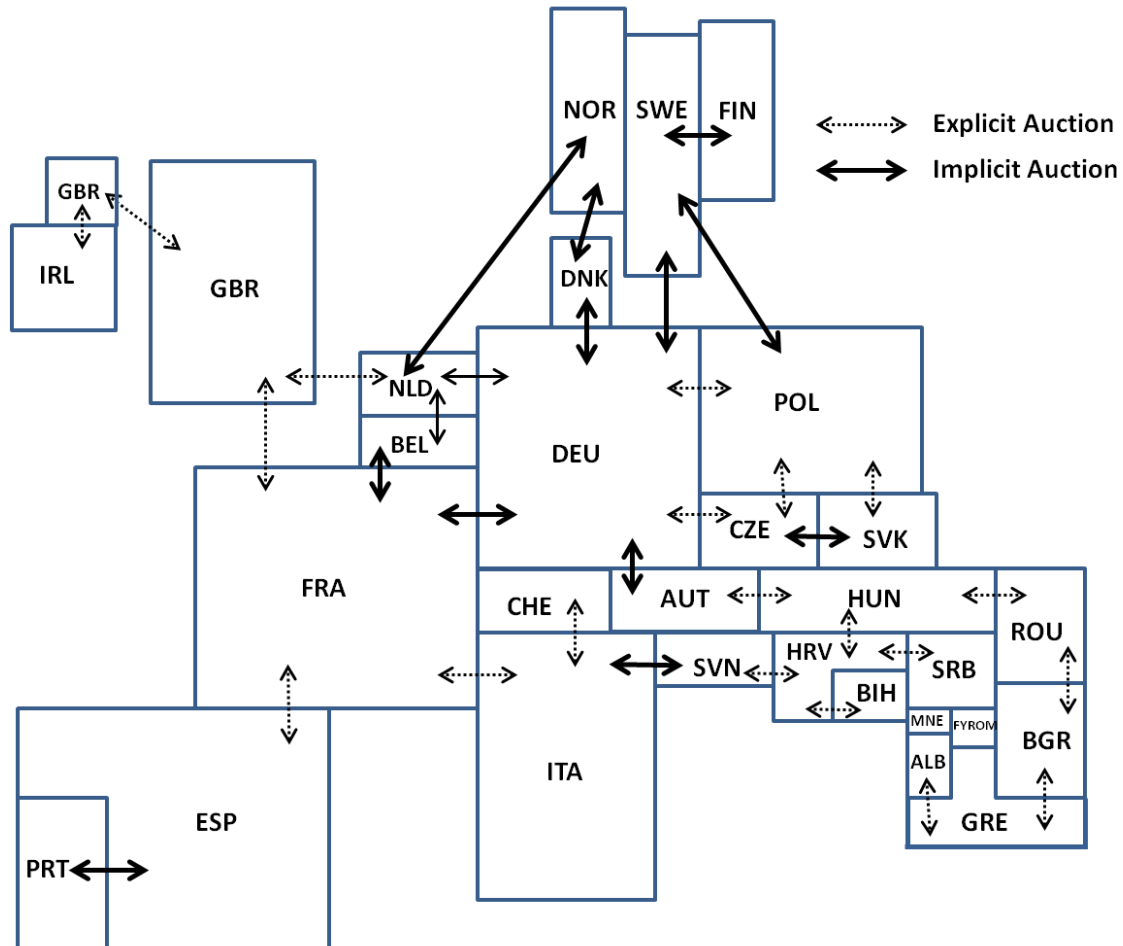 NOR
SWE
FIN
Explicit Auction
Implicit Auction
GBR
IRL
GBR
DNK
NLD
BEL
DEU
POL
CZE
SVK
FRA
CHE
AUT
HUN
ROU
SVN
HRV
SRB
BIH
MNE
FYROM
BGR
ALB
ITA
ESP
GRE
PRT